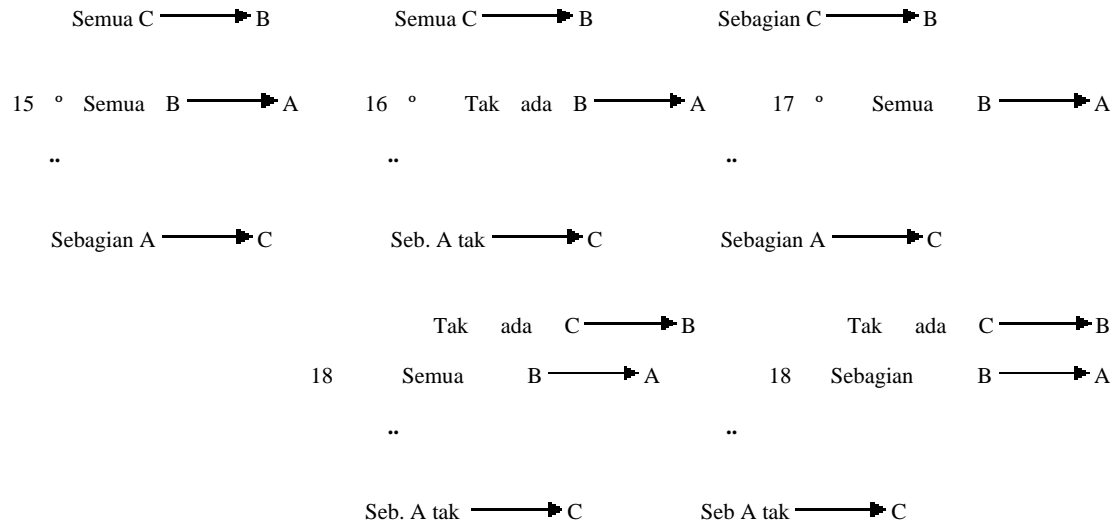 Semua C B Semua C B Sebagian C B
15 º Semua B A 16 º Tak ada B A 17 º Semua B A
.. .. ..
Sebagian A C Seb. A tak C Sebagian A C
Tak ada C B Tak ada C B
18 Semua B A 18 Sebagian B A
.. ..
Seb. A tak C Seb A tak C